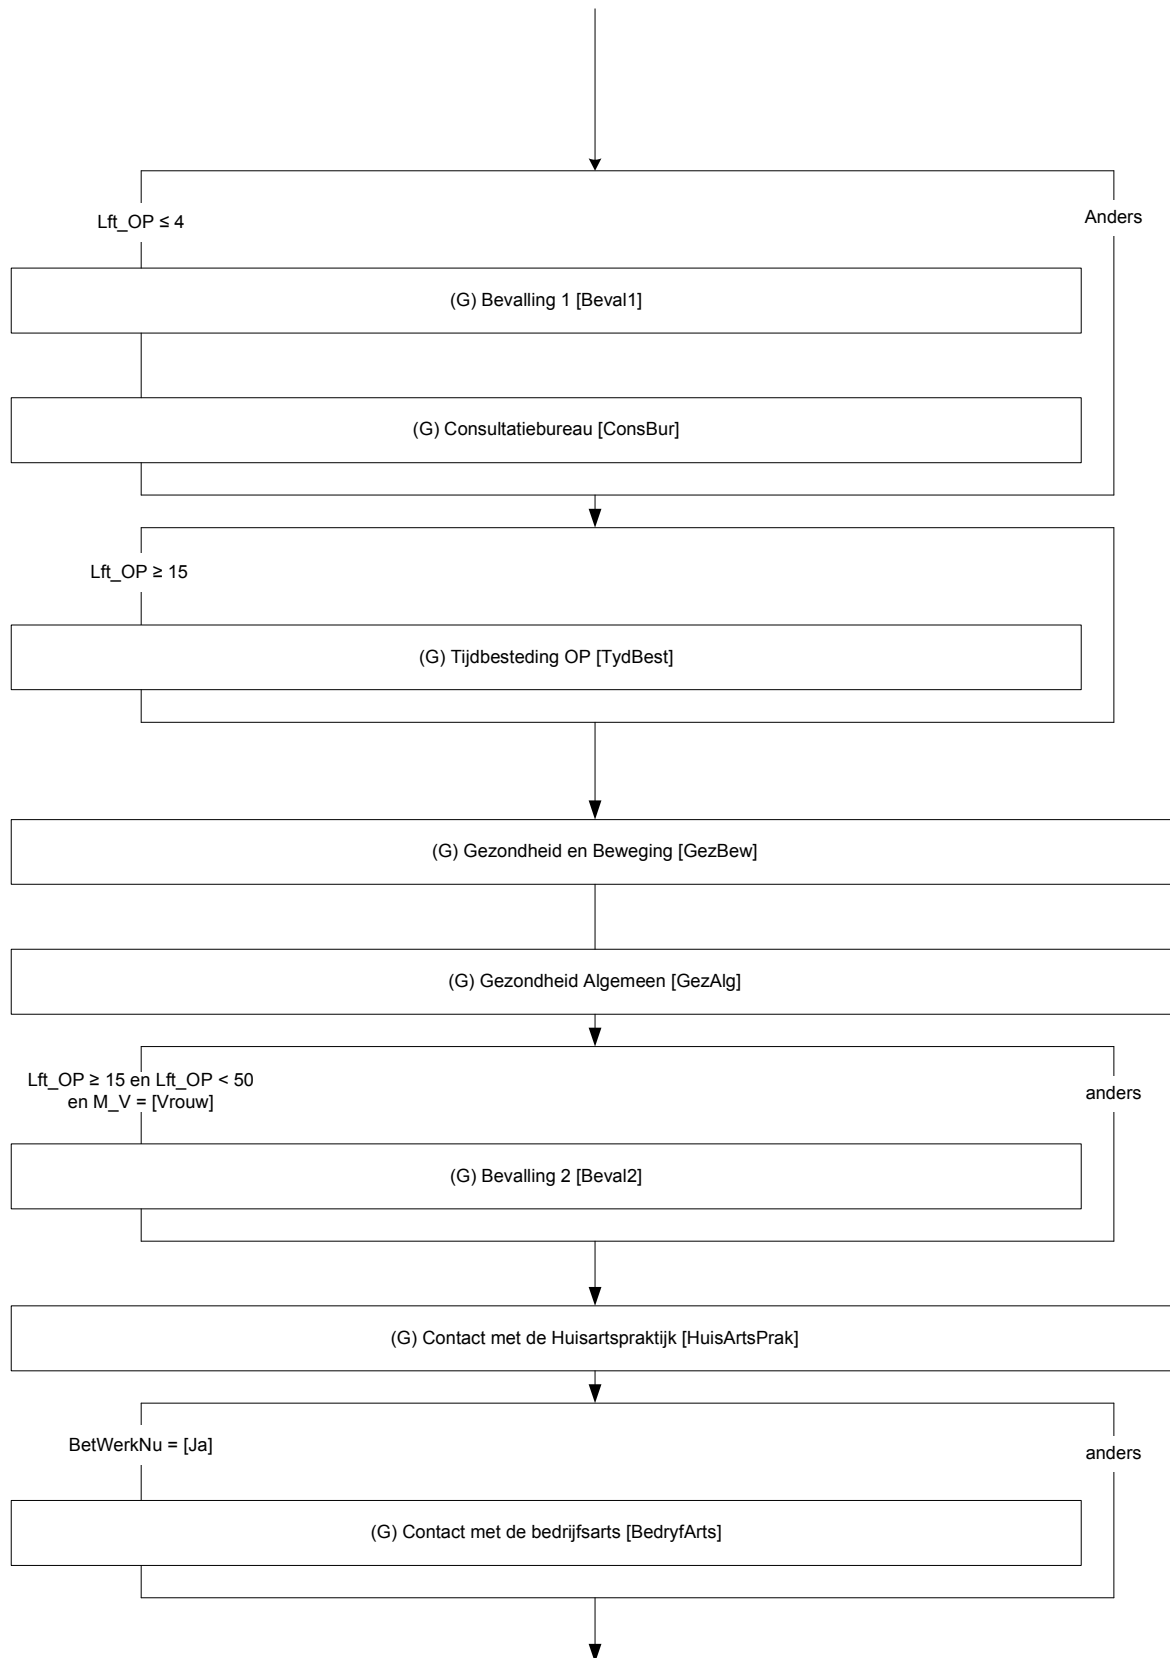 Lft_OP ≤ 4
Anders
(G) Bevalling 1 [Beval1]
(G) Consultatiebureau [ConsBur]
Lft_OP ≥ 15
(G) Tijdbesteding OP [TydBest]
(G) Gezondheid en Beweging [GezBew]
(G) Gezondheid Algemeen [GezAlg]
Lft_OP ≥ 15 en Lft_OP < 50
en M_V = [Vrouw]
anders
(G) Bevalling 2 [Beval2]
(G) Contact met de Huisartspraktijk [HuisArtsPrak]
BetWerkNu = [Ja]
anders
(G) Contact met de bedrijfsarts [BedryfArts]